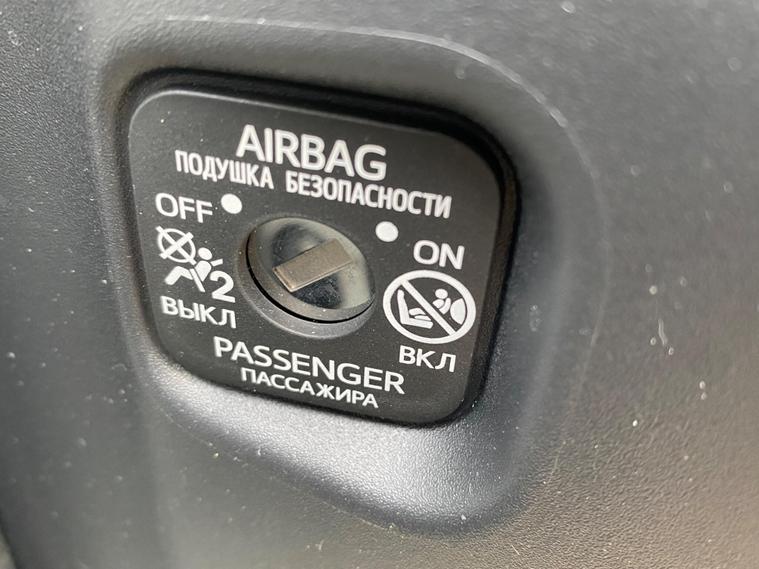 AIRBAG
ПОДУШКА БЕЗОПАСНОСТИ
OFF
ON
2
ВЫКЛ
ВКЛ
PASSENGER
ПАССАЖИРА